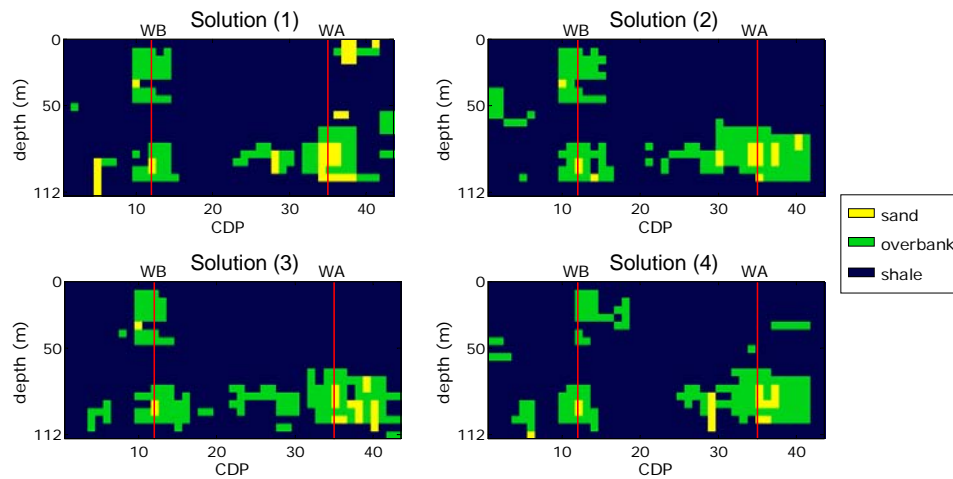 Solution (1)
WB
WA
0
50
112
depth (m)
10
20
30
40
CDP
Solution (2)
WB
WA
0
50
112
depth (m)
10
20
30
40
CDP
sand
overbank
shale
Solution (3)
WB
WA
0
50
112
depth (m)
10
20
30
40
CDP
Solution (4)
WB
WA
0
50
112
depth (m)
10
20
30
40
CDP